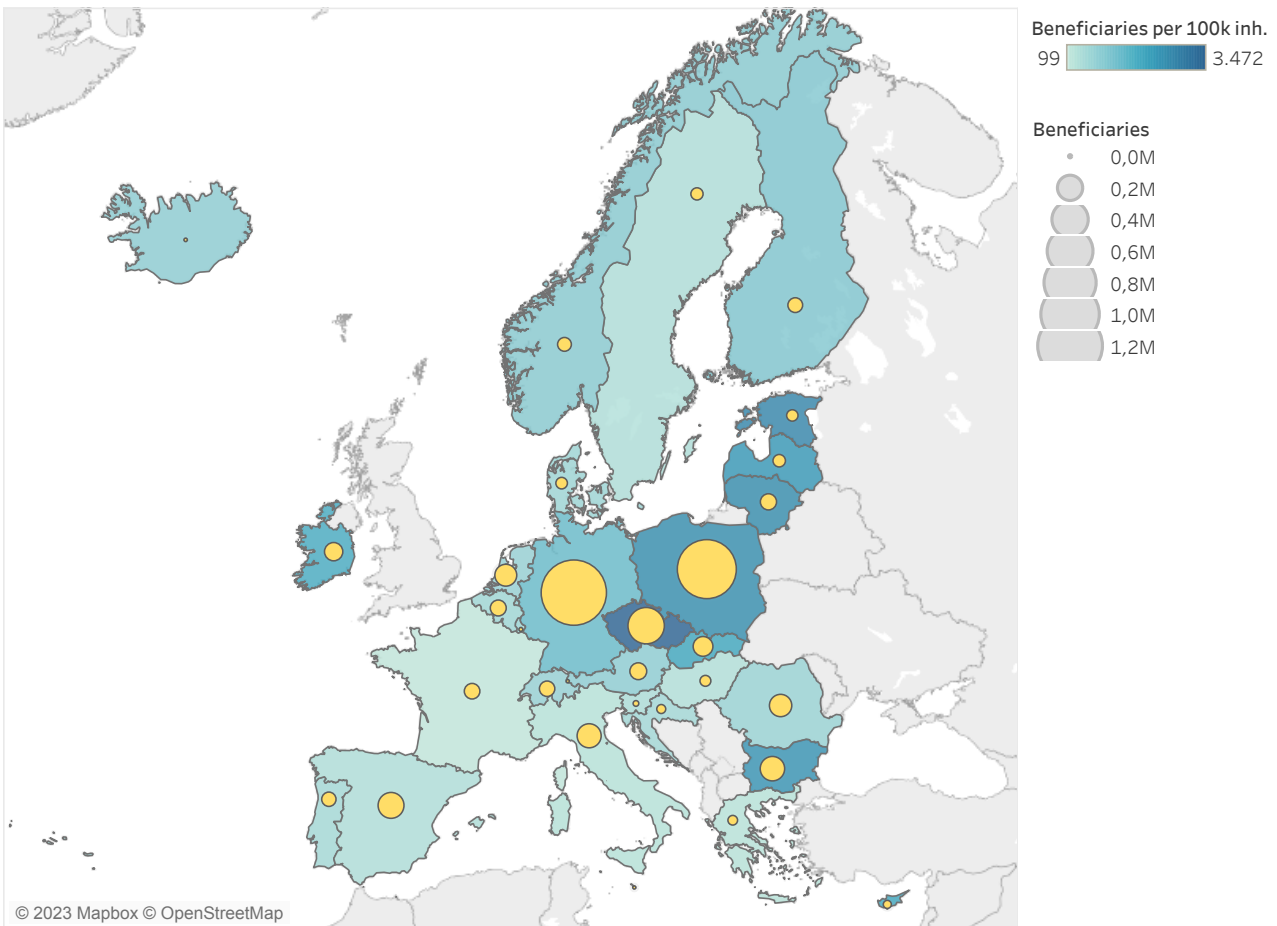 Beneficiaries per 100k inh.
99 3.472
Beneficiaries
0,0M
0,2M
0,4M
0,6M
0,8M
1,0M
1,2M
© 2023 Mapbox © OpenStreetMap